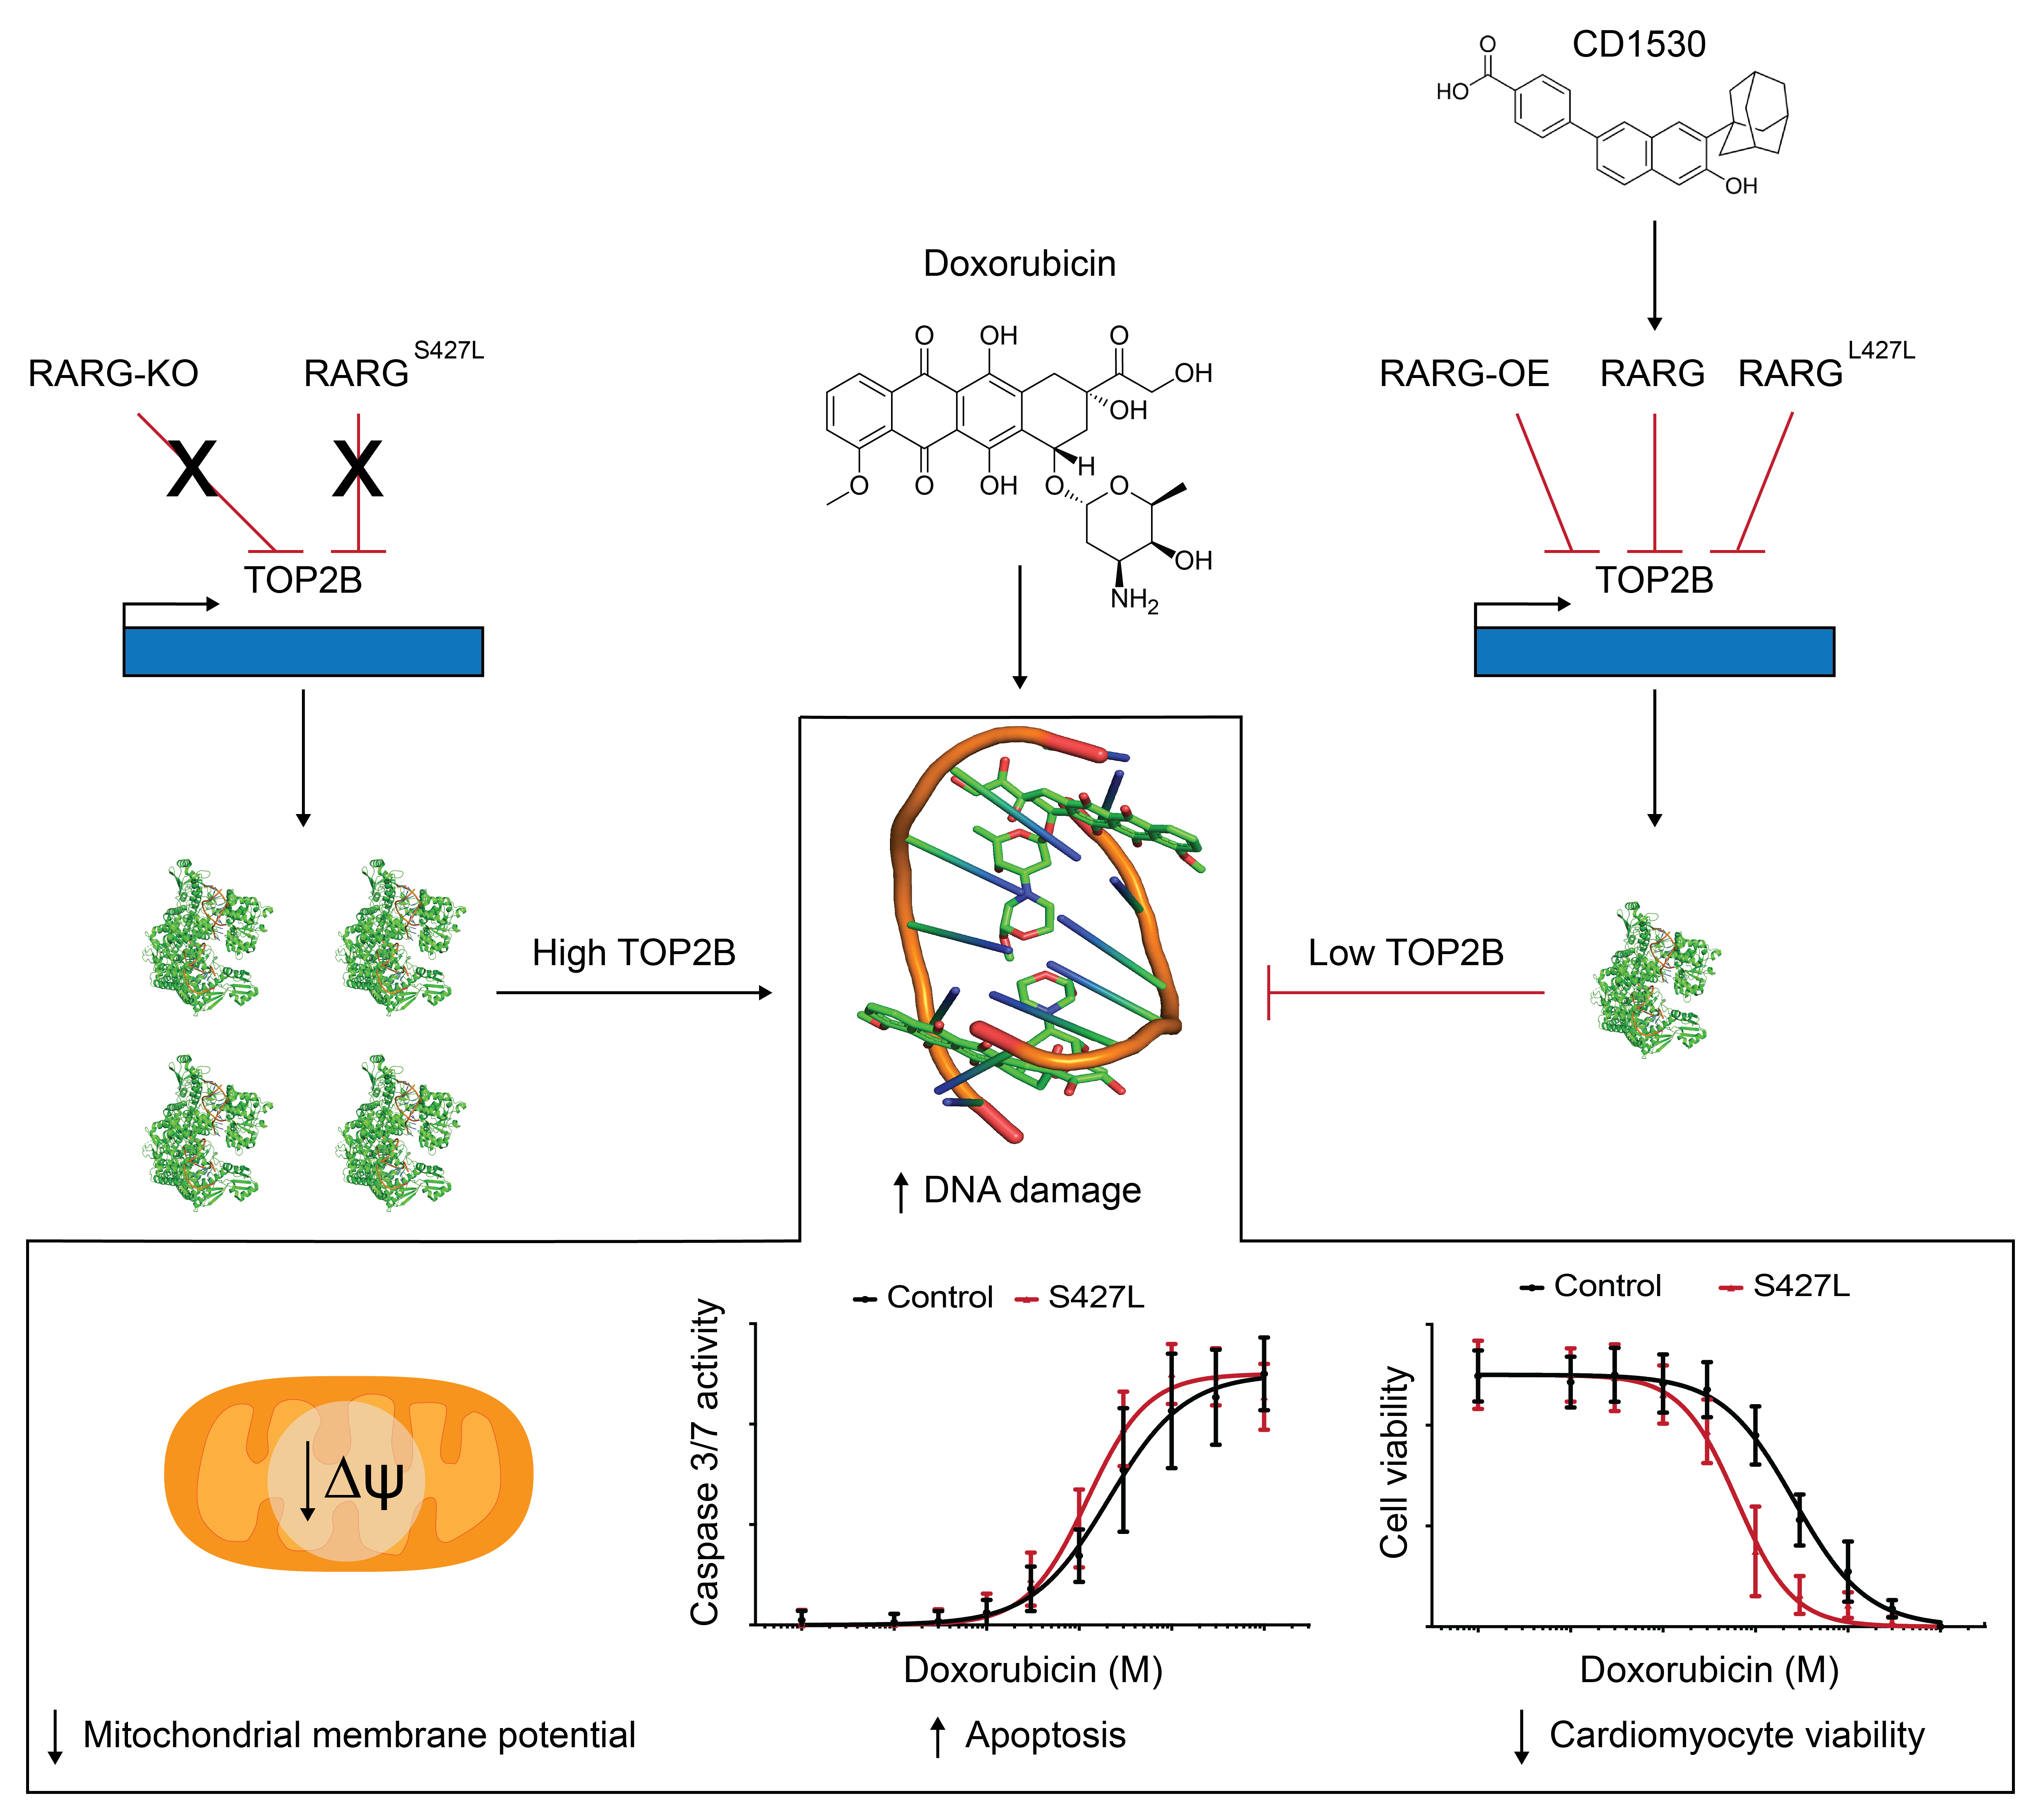 CD1530
O
HO
OH
Doxorubicin
O
OH
O
OH
OH
O
O
OH
O
H
O
OH
NH2
RARG-KO
RARG S427L
X
X
TOP2B
RARG-OE
RARG
RARG L427L
TOP2B
High TOP2B
Low TOP2B
DNA damage
Δψ
Mitochondrial membrane potential
Control
S427L
Caspase 3/7 activity
Doxorubicin (M)
Apoptosis
Control
S427L
Cell viability
Doxorubicin (M)
Cardiomyocyte viability